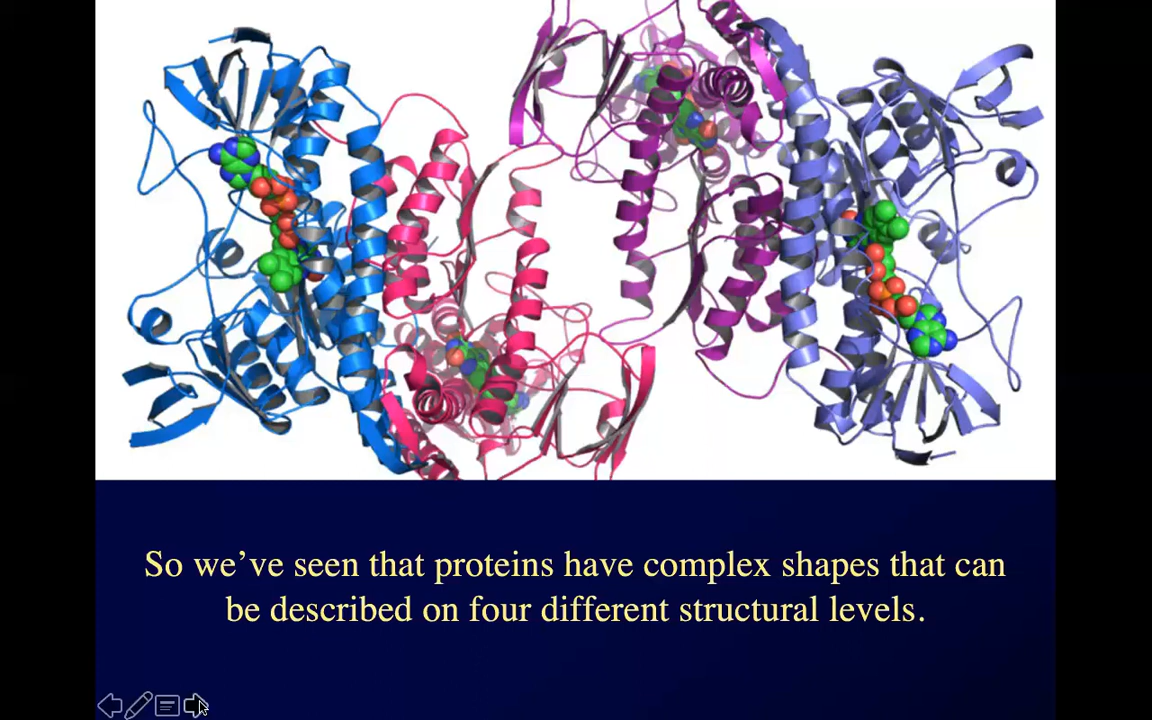 So we’ve seen that proteins have complex shapes that can
be described on four different structural levels.